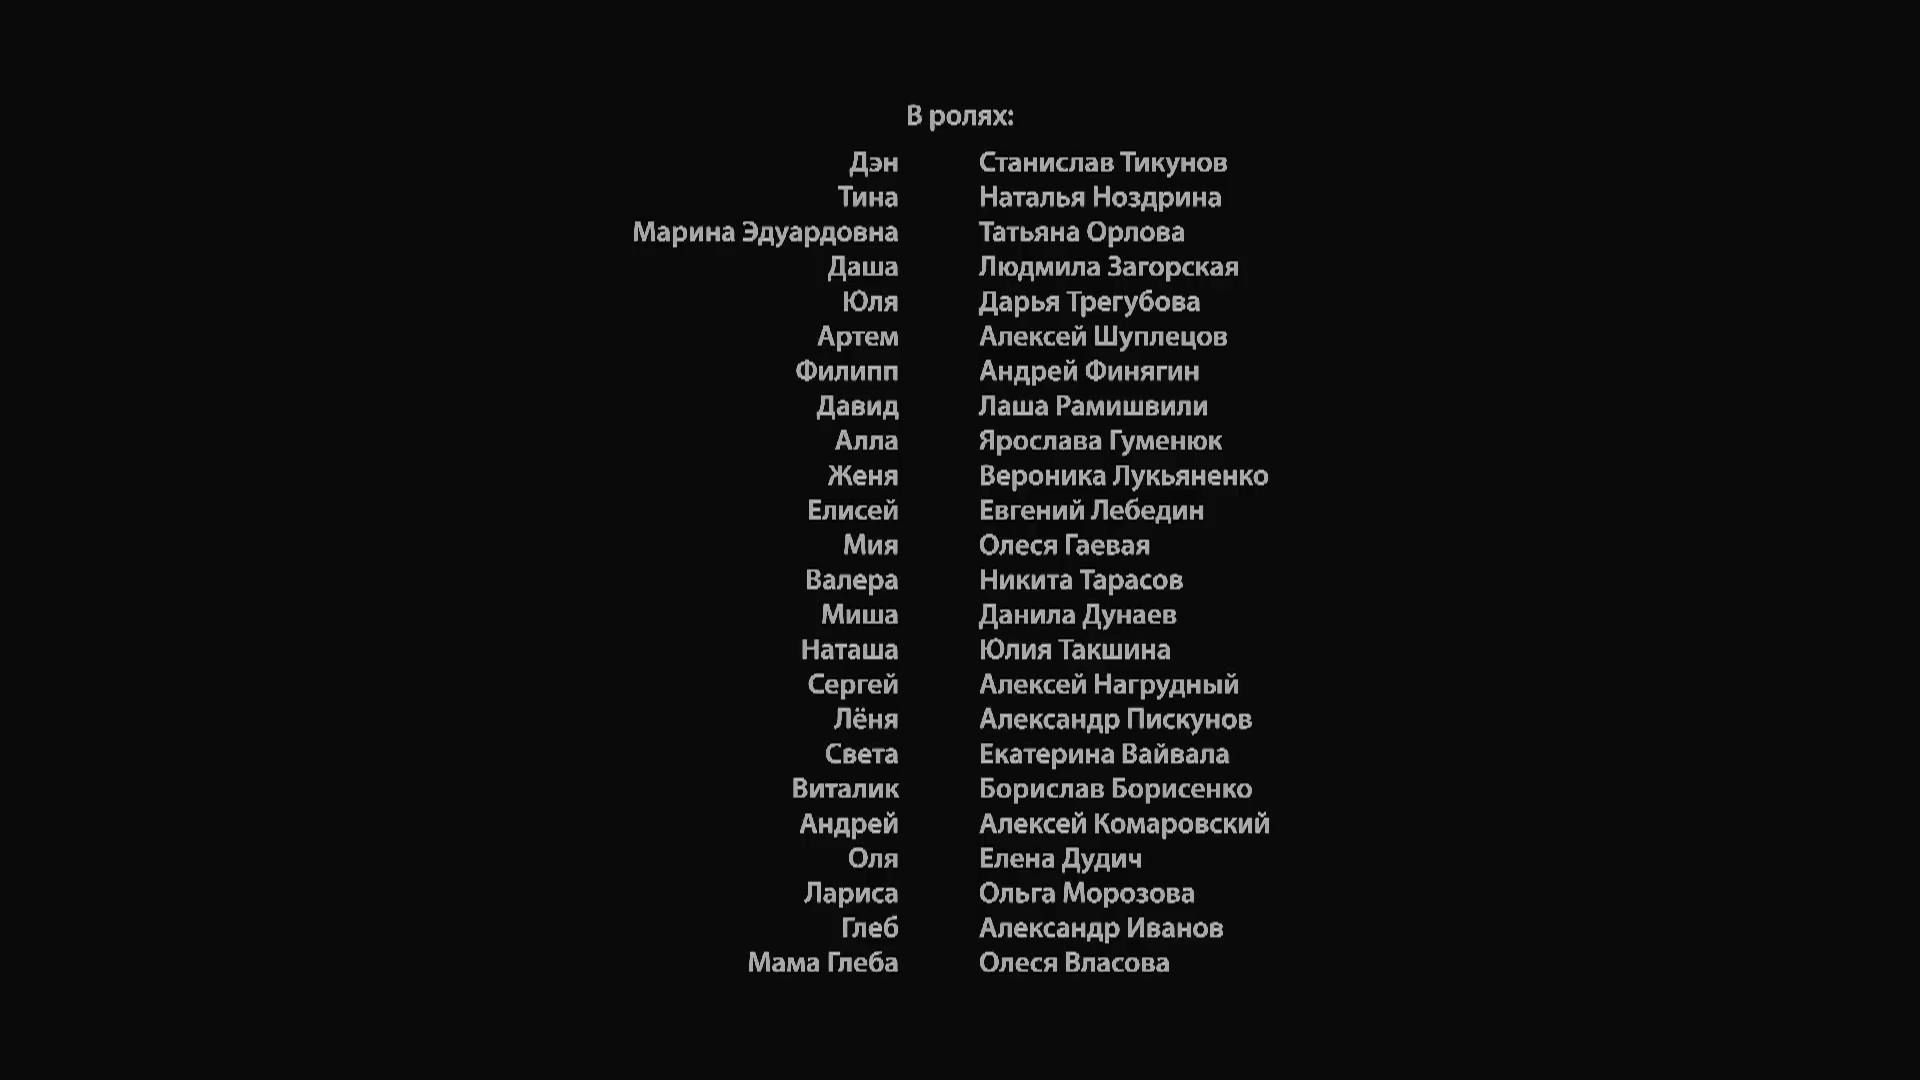 В ролях:
Дэн Станислав Тикунов
Тина Наталья Ноздрина
Марина Эдуардовна Татьяна Орлова
Даша Людмила Загорская
Юля Дарья Трегубова
Артем Алексей Шуплецов
Филипп Андрей Финягин
Давид Лаша Рамишвили
Алла Ярослава Гуменюк
Женя Вероника Лукьяненко
Елисей Евгений Лебедин
Мия Олеся Гаевая
Валера Никита Тарасов
Миша Данила Дунаев
Наташа Юлия Такшина
Сергей Алексей Нагрудный
Лёня Александр Пискунов
Света Екатерина Вайвала
Виталик Борислав Борисенко
Андрей Алексей Комаровский
Оля Елена Дудич
Лариса Ольга Морозова
Глеб Александр Иванов
Мама Глеба Олеся Власова